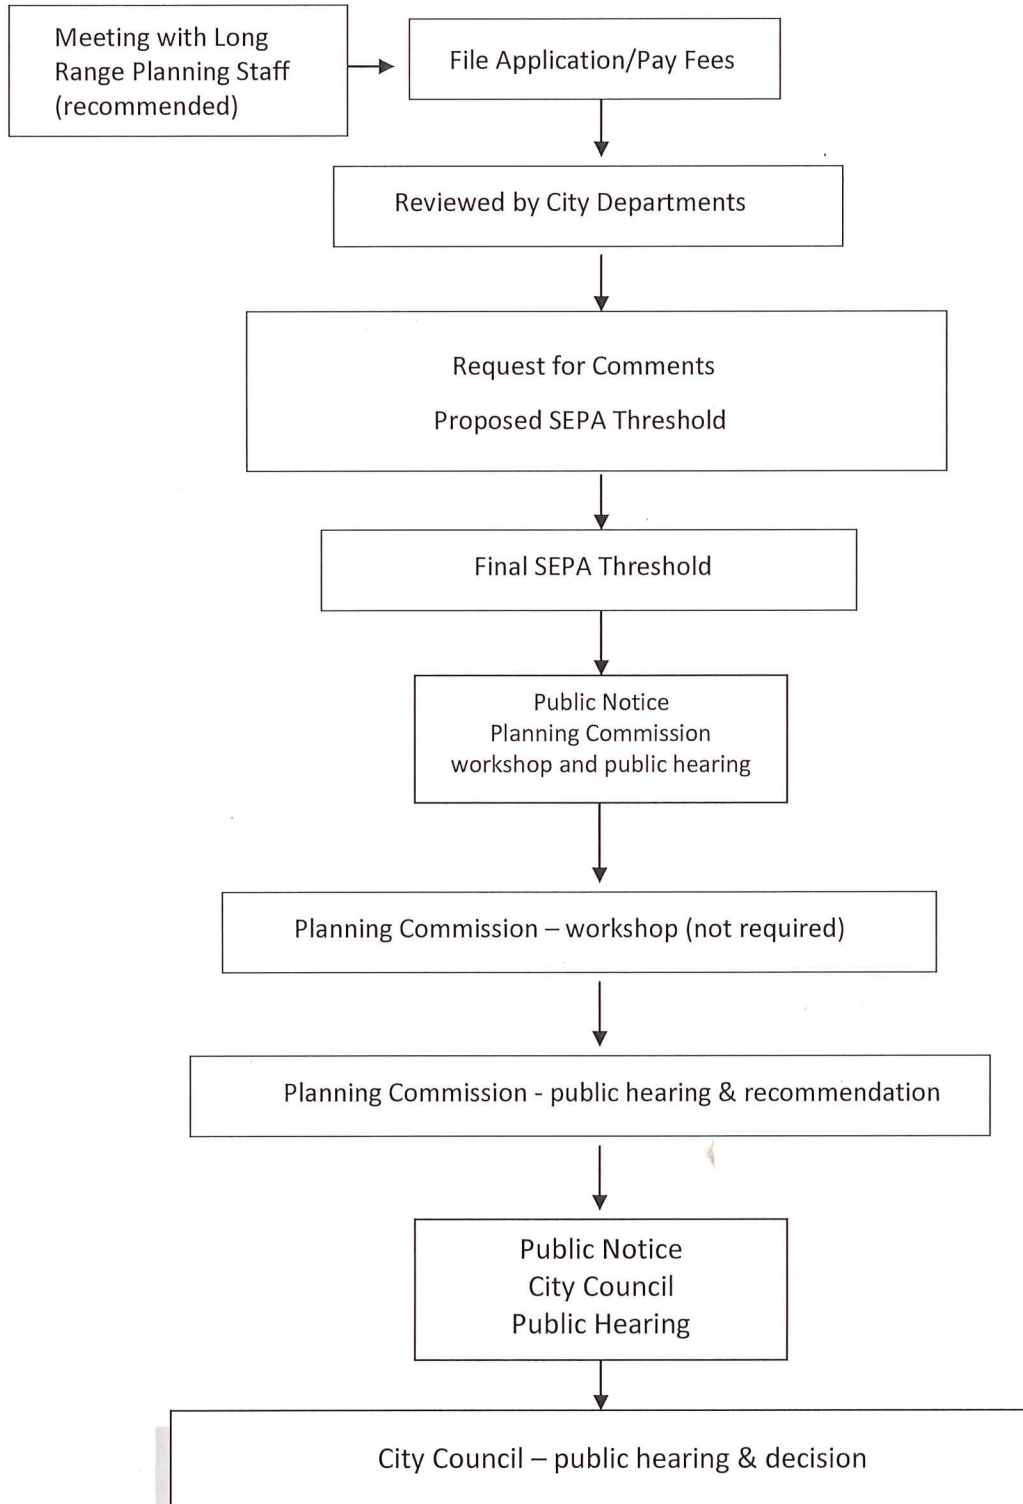 Meeting with Long
Range Planning Staff
(recommended)
File Application/Pay Fees
Reviewed by City Departments
Request for Comments
Proposed SEPA Threshold
Final SEPA Threshold
Public Notice
Planning Commission
workshop and public hearing
Planning Commission – workshop (not required)
Planning Commission - public hearing & recommendation
Public Notice
City Council
Public Hearing
City Council – public hearing & decision